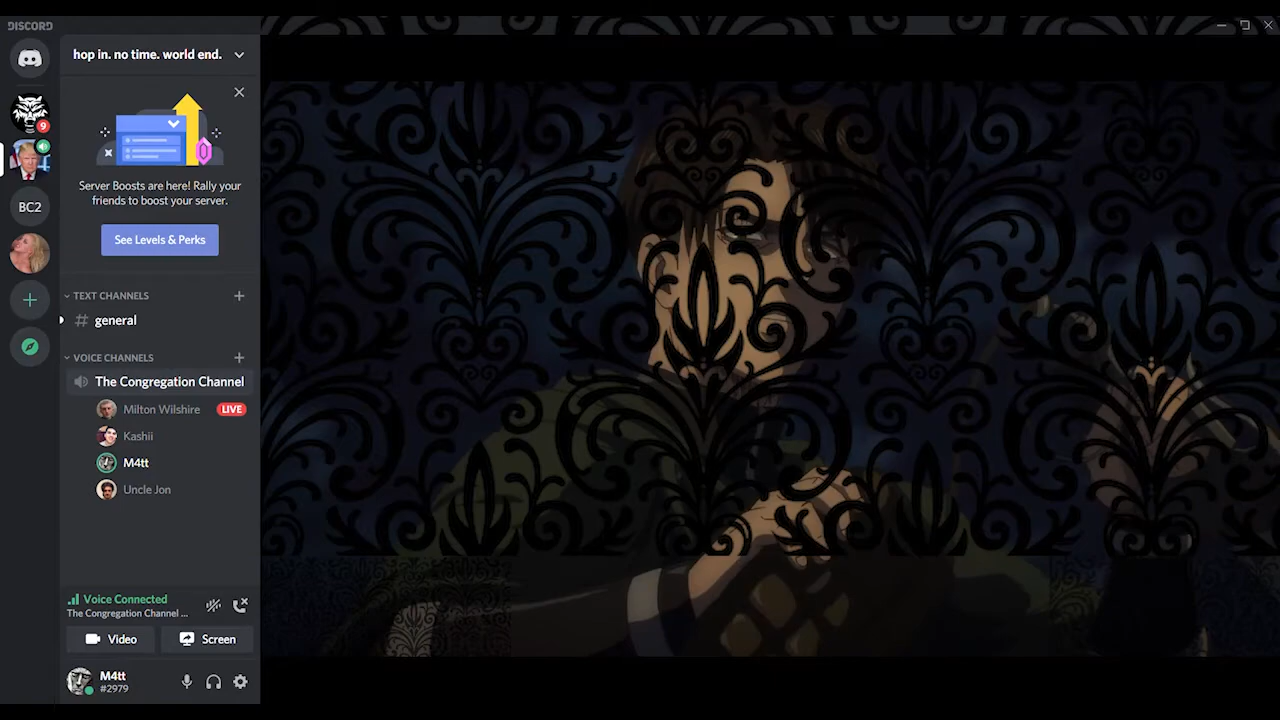 DISCORD
hop in. no time. world end.
9
BC2
Server Boosts are here! Rally your
friends to boost your server.
See Levels & Perks
TEXT CHANNELS
# general
VOICE CHANNELS
The Congregation Channel
Milton Wilshire LIVE
Kashii
M4tt
Uncle Jon
Voice Connected
The Congregation Channel ...
Video
Screen
M4tt
#2979